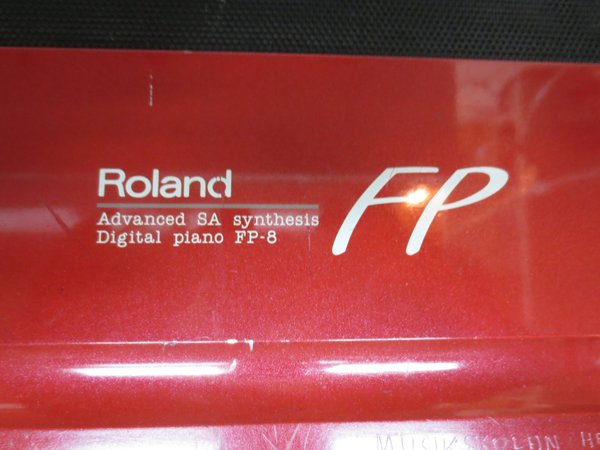 Roland
Advanced SA synthesis
Digital piano FP-8
FP